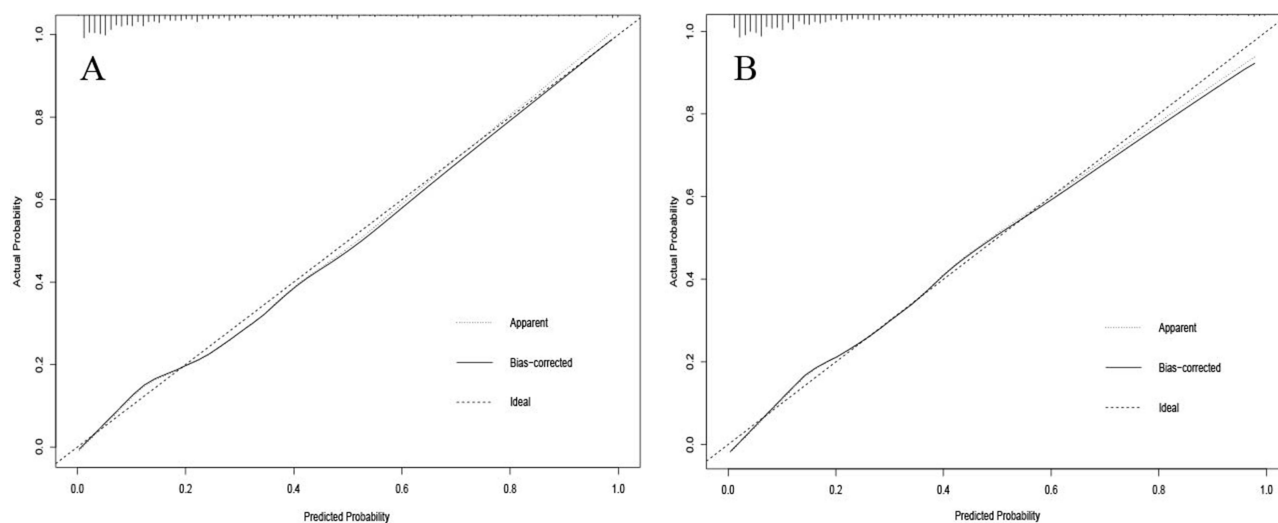 A
1.0
0.8
0.6
0.4
0.2
0.0
Actual Probability
Apparent
Bias-corrected
Ideal
0.0 0.2 0.4 0.6 0.8 1.0
Predicted Probability
B
1.0
0.8
0.6
0.4
0.2
0.0
Actual Probability
Apparent
Bias-corrected
Ideal
0.0 0.2 0.4 0.6 0.8 1.0
Predicted Probability